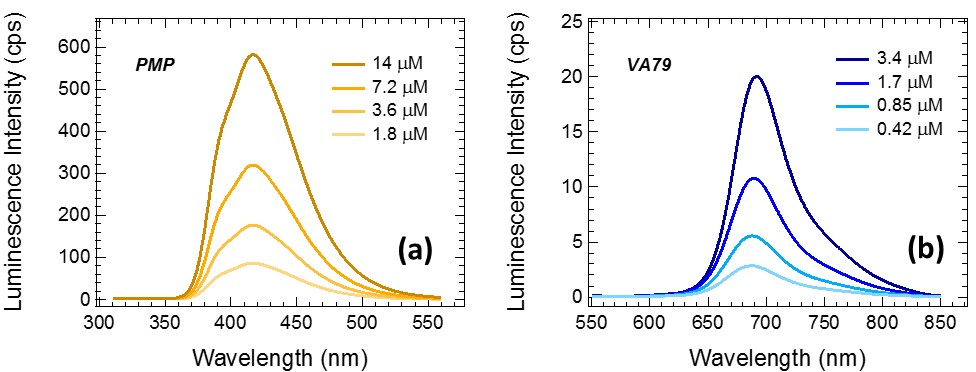 Luminescence Intensity (cps)
600
500
400
300
200
100
0
PMP
14 μM
7.2 μM
3.6 μM
1.8 μM
(a)
300 350 400 450 500 550
Wavelength (nm)
Luminescence Intensity (cps)
25
20
15
10
5
0
VA79
3.4 μM
1.7 μM
0.85 μM
0.42 μM
(b)
550 600 650 700 750 800 850
Wavelength (nm)